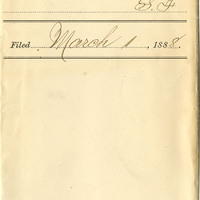 S. F.
Filed March 1, 1888.